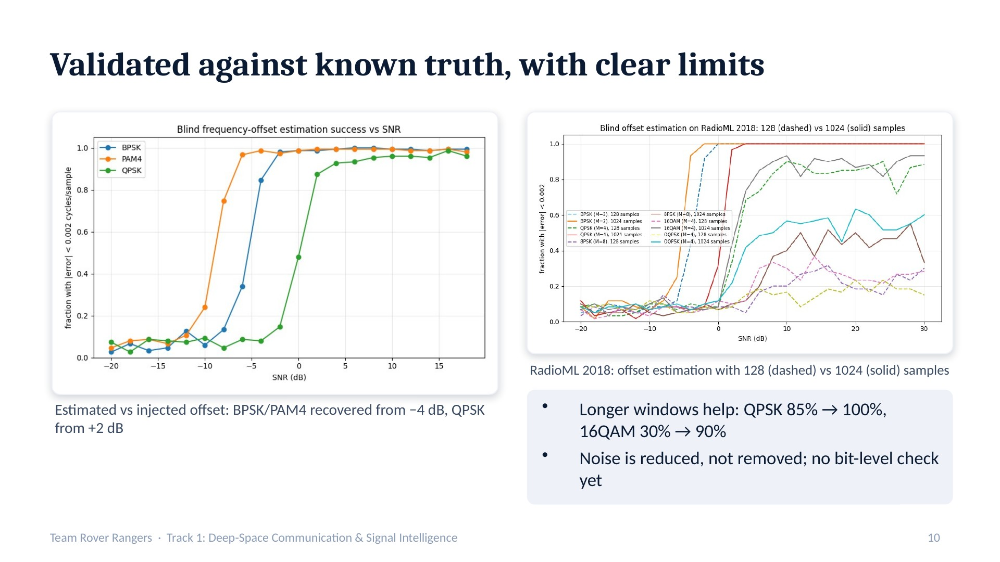 Validated against known truth, with clear limits
Blind frequency-offset estimation success vs SNR
fraction with |error| < 0.002 cycles/sample
1.0
0.8
0.6
0.4
0.2
0.0
BPSK
PAM4
QPSK
−20
−15
−10
−5
0
5
10
15
SNR (dB)
Estimated vs injected offset: BPSK/PAM4 recovered from −4 dB, QPSK
from +2 dB
Blind offset estimation on RadioML 2018: 128 (dashed) vs 1024 (solid) samples
fraction with |error| < 0.002
1.0
0.8
0.6
0.4
0.2
0.0
BPSK (M=2), 128 samples
BPSK (M=2), 1024 samples
QPSK (M=4), 128 samples
QPSK (M=4), 1024 samples
8PSK (M=8), 128 samples
8PSK (M=8), 1024 samples
16QAM (M=4), 128 samples
16QAM (M=4), 1024 samples
OQPSK (M=4), 128 samples
OQPSK (M=4), 1024 samples
−20
−10
0
10
20
30
SNR (dB)
RadioML 2018: offset estimation with 128 (dashed) vs 1024 (solid) samples
• Longer windows help: QPSK 85% → 100%,
16QAM 30% → 90%
• Noise is reduced, not removed; no bit-level check
yet
Team Rover Rangers · Track 1: Deep-Space Communication & Signal Intelligence
10